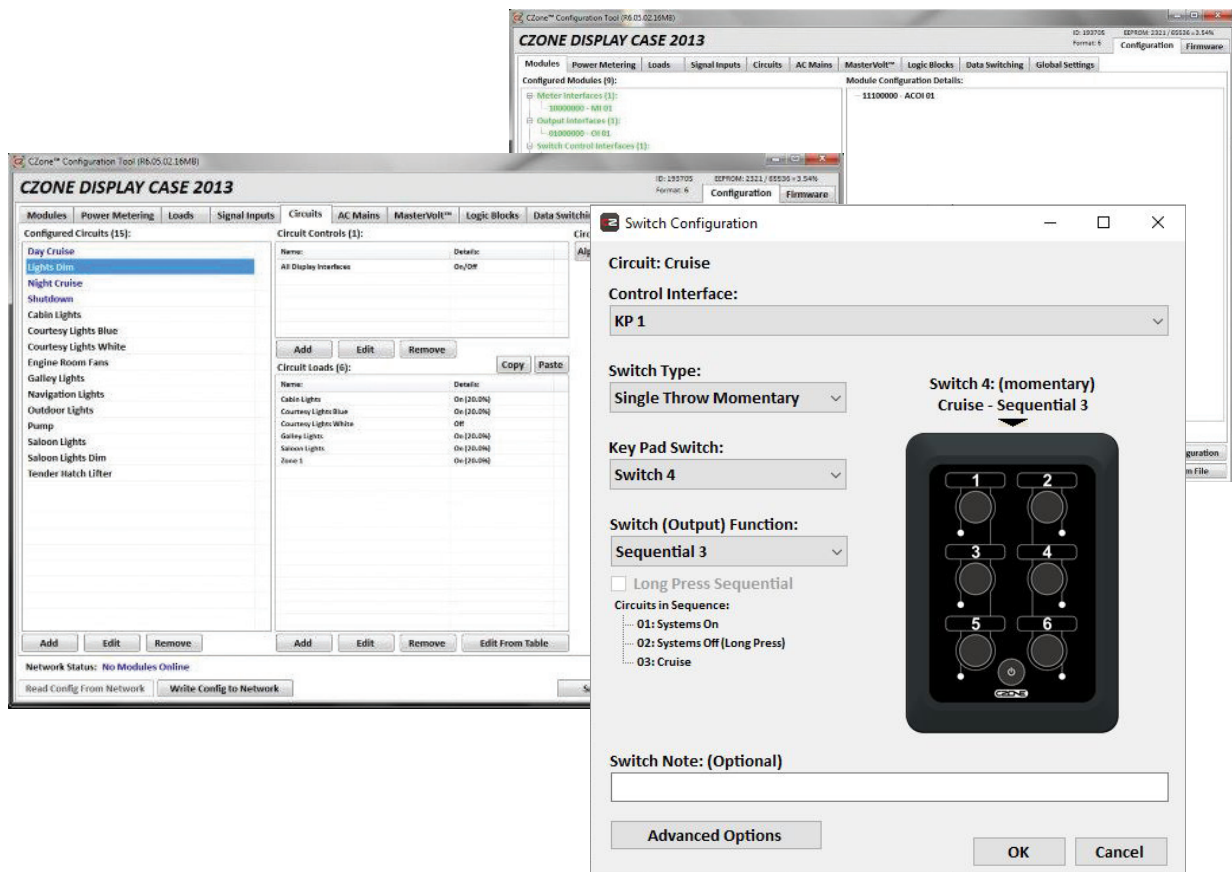 CZone™ Configuration Tool (R6.05.02.16MB)
CZONE DISPLAY CASE 2013
ID: 193705
EEPROM: 2321 / 65536 = 3.54%
Format: 6
Configuration
Firmware
Modules
Power Metering
Loads
Signal Inputs
Circuits
AC Mains
MasterVolt™
Logic Blocks
Data Switching
Global Settings
Configured Modules (9):
Module Configuration Details:
Meter Interfaces (1):
10000000 - MI 01
Output Interfaces (1):
01000000 - OI 01
Switch Control Interfaces (1):
11100000 - ACOI 01
guration
m File
CZone™ Configuration Tool (R6.05.02.16MB)
CZONE DISPLAY CASE 2013
ID: 193705
EEPROM: 2321 / 65536 = 3.54%
Format: 6
Configuration
Firmware
Modules
Power Metering
Loads
Signal Inputs
Circuits
AC Mains
MasterVolt™
Logic Blocks
Data Switchi
Configured Circuits (15):
Day Cruise
Lights Dim
Night Cruise
Shutdown
Cabin Lights
Courtesy Lights Blue
Courtesy Lights White
Engine Room Fans
Galley Lights
Navigation Lights
Outdoor Lights
Pump
Saloon Lights
Saloon Lights Dim
Tender Hatch Lifter
Add
Edit
Remove
Circuit Controls (1):
Name: Details:
All Display Interfaces On/Off
Add
Edit
Remove
Circuit Loads (6):
Copy
Paste
Name: Details:
Cabin Lights On (20.0%)
Courtesy Lights Blue On (20.0%)
Courtesy Lights White Off
Galley Lights On (20.0%)
Saloon Lights On (20.0%)
Zone 1 On (20.0%)
Add
Edit
Remove
Edit From Table
Circ
Alp
Network Status: No Modules Online
Read Config From Network
Write Config to Network
S
Switch Configuration
Circuit: Cruise
Control Interface:
KP 1
Switch Type:
Single Throw Momentary
Key Pad Switch:
Switch 4
Switch (Output) Function:
Sequential 3
Long Press Sequential
Circuits in Sequence:
01: Systems On
02: Systems Off (Long Press)
03: Cruise
Switch 4: (momentary)
Cruise - Sequential 3
1
2
3
4
5
6
CZONE
Switch Note: (Optional)
Advanced Options
OK
Cancel